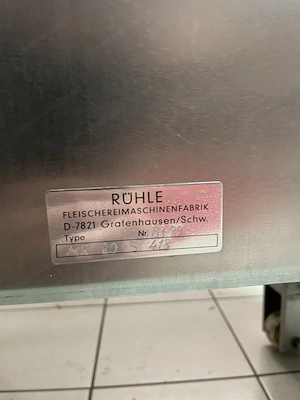 RÜHLE
FLEISCHEREIMASCHINENFABRIK
D-7821 Grafenhausen/Schw.
Type Nr.